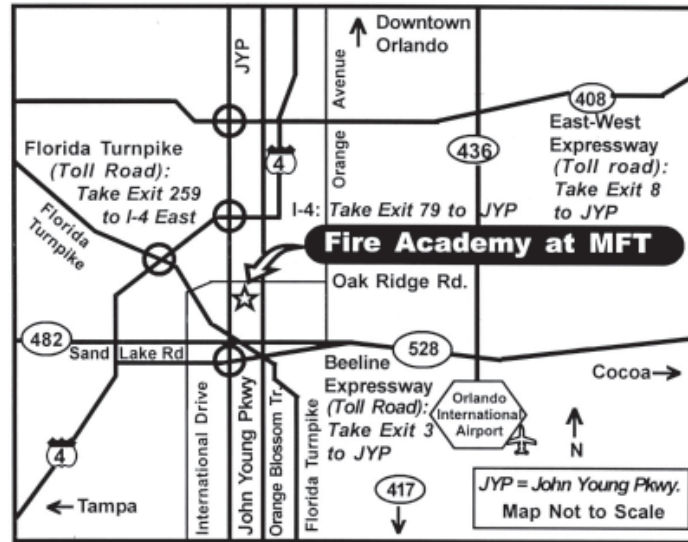 JYP
Downtown
Orlando
Orange Avenue
408
East-West
Expressway
(Toll road):
Take Exit 8
to JYP
436
Florida Turnpike
(Toll Road):
Take Exit 259
to I-4 East
4
I-4: Take Exit 79 to JYP
Florida
Turnpike
Fire Academy at MFT
Oak Ridge Rd.
482
Sand Lake Rd
528
Beeline
Expressway
(Toll Road):
Take Exit 3
to JYP
Cocoa
Orlando
International
Airport
N
4
Tampa
International Drive
John Young Pkwy
Orange Blossom Tr.
Florida Turnpike
417
JYP = John Young Pkwy.
Map Not to Scale